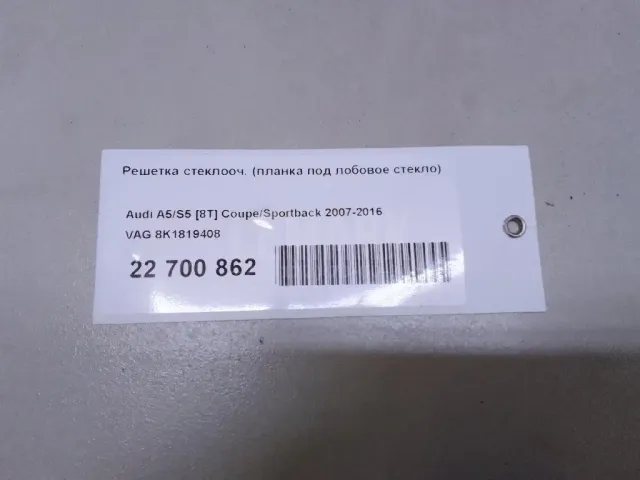 Решетка стеклооч. (планка под лобовое стекло)
Audi A5/S5 [8T] Coupe/Sportback 2007-2016
VAG 8K1819408
22 700 862